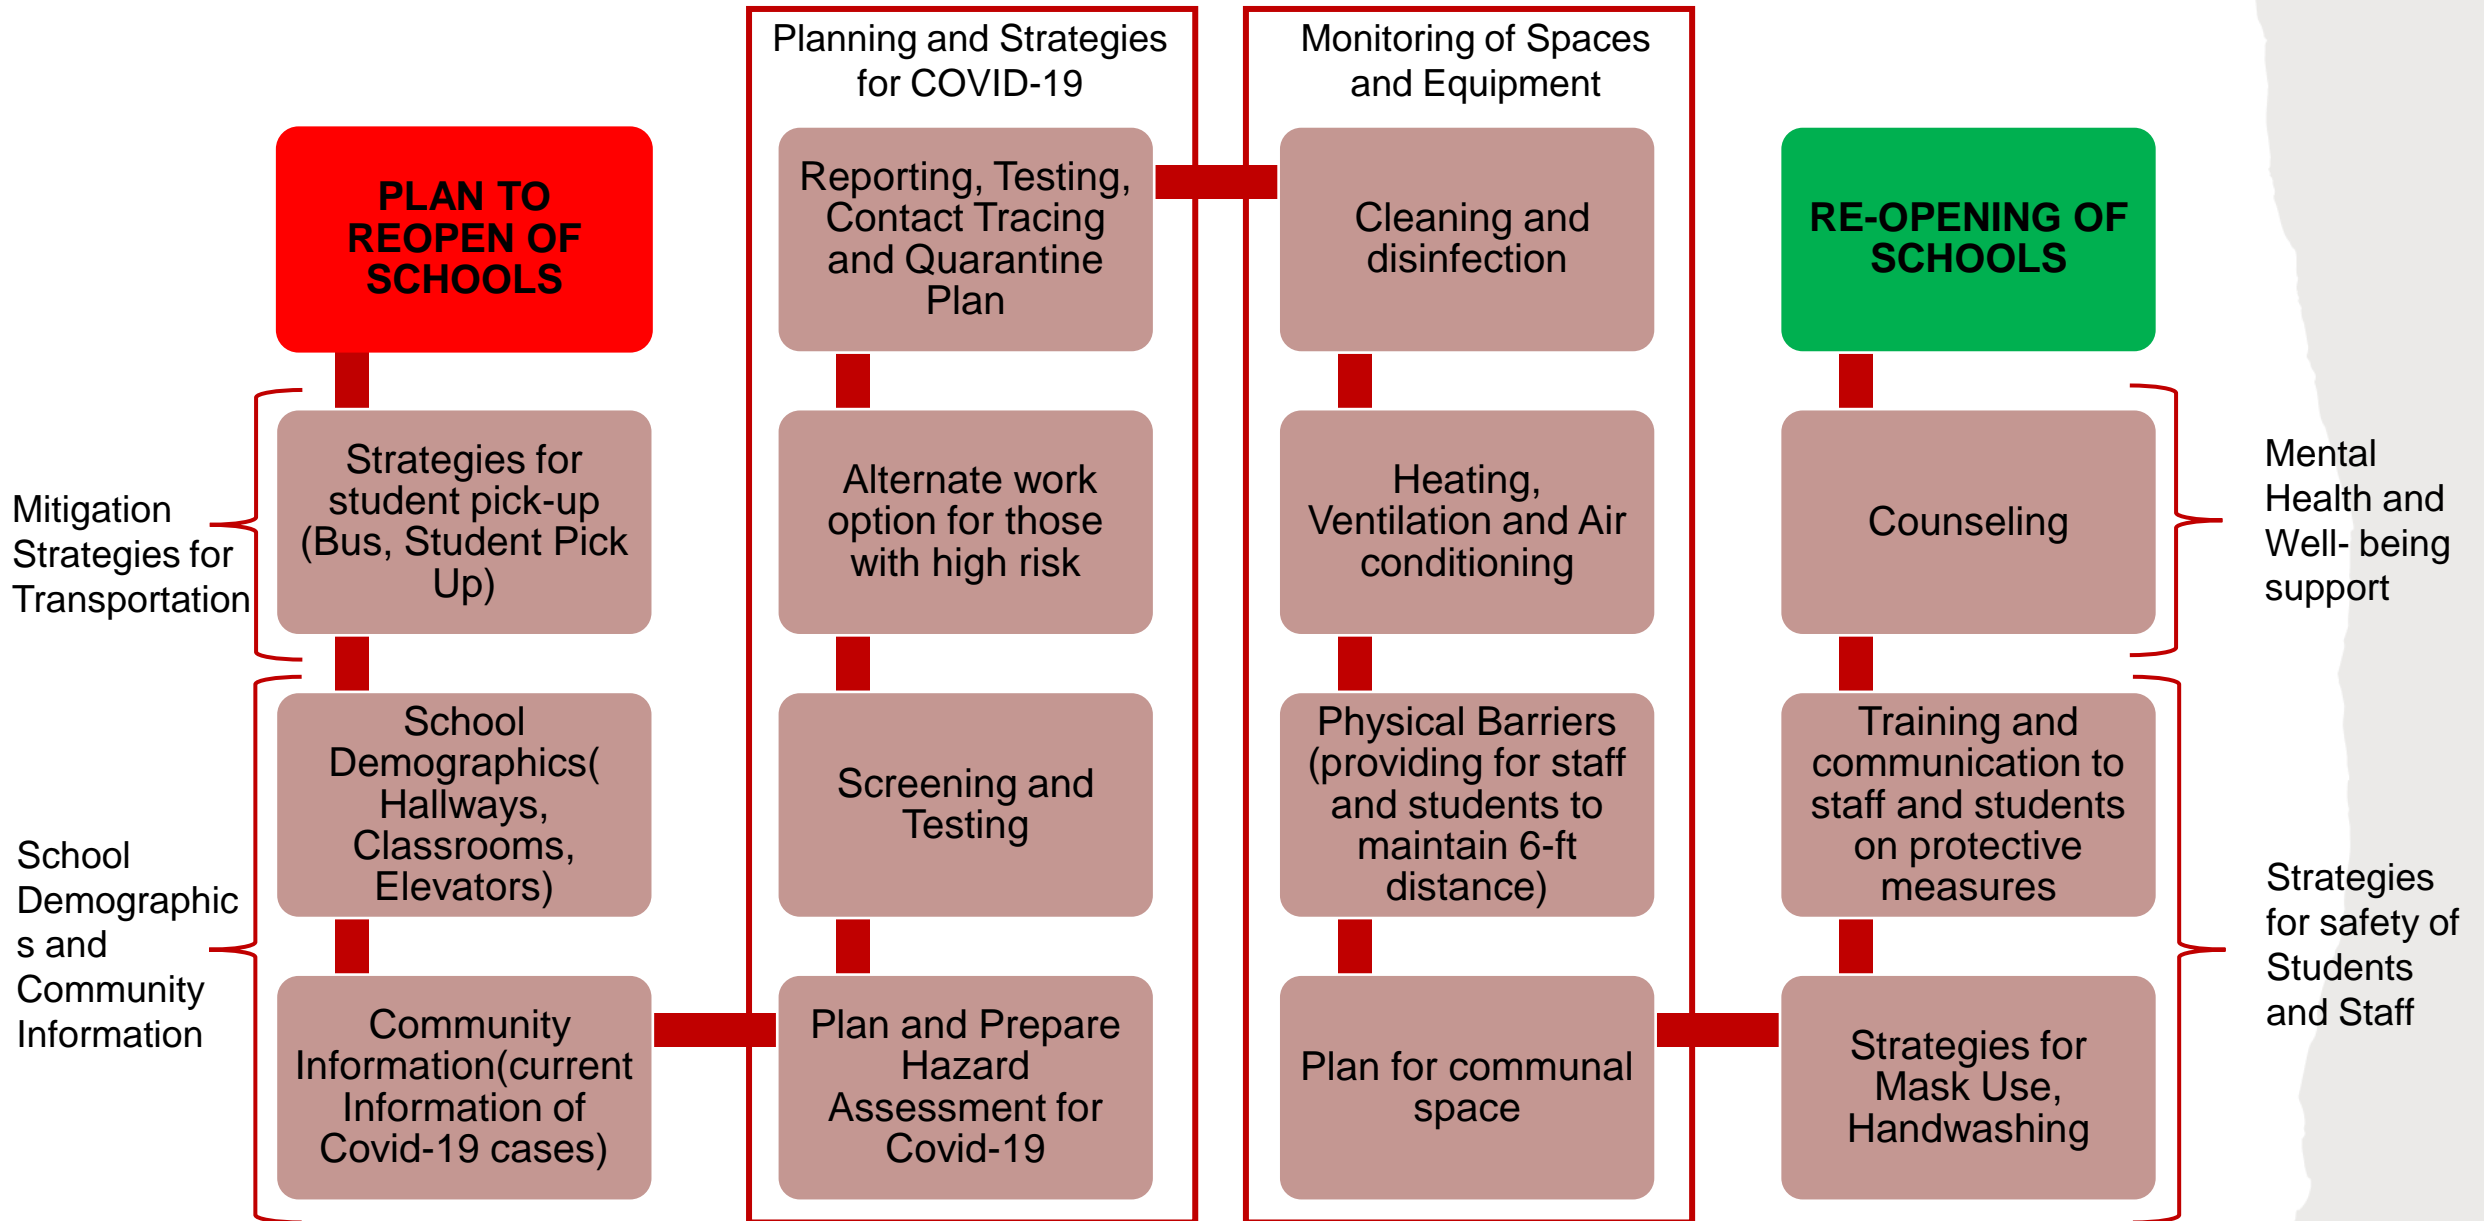 PLAN TO
REOPEN OF
SCHOOLS
Mitigation
Strategies for
Transportation
Strategies for
student pick-up
(Bus, Student Pick
Up)
School
Demographic
s and
Community
Information
School
Demographics(
Hallways,
Classrooms,
Elevators)
Community
Information(current
Information of
Covid-19 cases)
Planning and Strategies
for COVID-19
Reporting, Testing,
Contact Tracing
and Quarantine
Plan
Alternate work
option for those
with high risk
Screening and
Testing
Plan and Prepare
Hazard
Assessment for
Covid-19
Monitoring of Spaces
and Equipment
Cleaning and
disinfection
Heating,
Ventilation and Air
conditioning
Physical Barriers
(providing for staff
and students to
maintain 6-ft
distance)
Plan for communal
space
RE-OPENING OF
SCHOOLS
Counseling
Training and
communication to
staff and students
on protective
measures
Strategies for
Mask Use,
Handwashing
Mental
Health and
Well- being
support
Strategies
for safety of
Students
and Staff